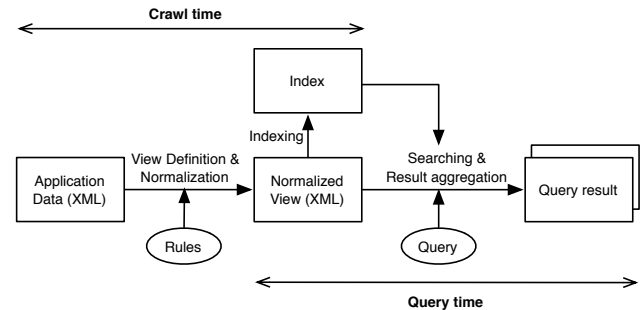 Crawl time
Index
Indexing
View Definition &
Normalization
Searching &
Result aggregation
Application
Data (XML)
Normalized
View (XML)
Query result
Rules
Query
Query time